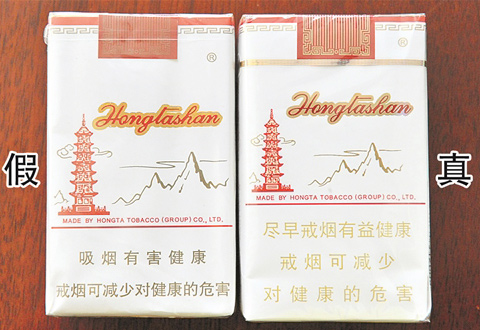 假
®
Hongtashan
MADE BY HONGTA TOBACCO (GROUP) CO., LTD.
吸烟有害健康
戒烟可减少对健康的危害
®
Hongtashan
MADE BY HONGTA TOBACCO (GROUP) CO., LTD.
尽早戒烟有益健康
戒烟可减少
对健康的危害
真